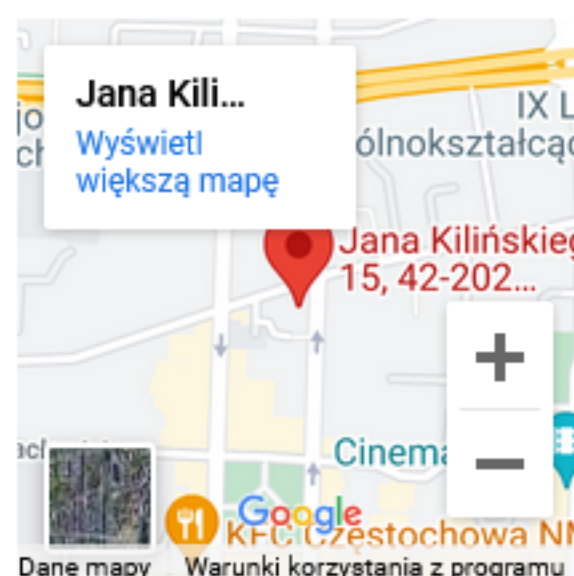 Jana Kili...
Wyświetl
większą mapę
IX L
ólnokształcąc
Jana Kilińskieg
15, 42-202...
Cinema
Google
KFC Częstochowa NM
Dane mapy
Warunki korzystania z programu